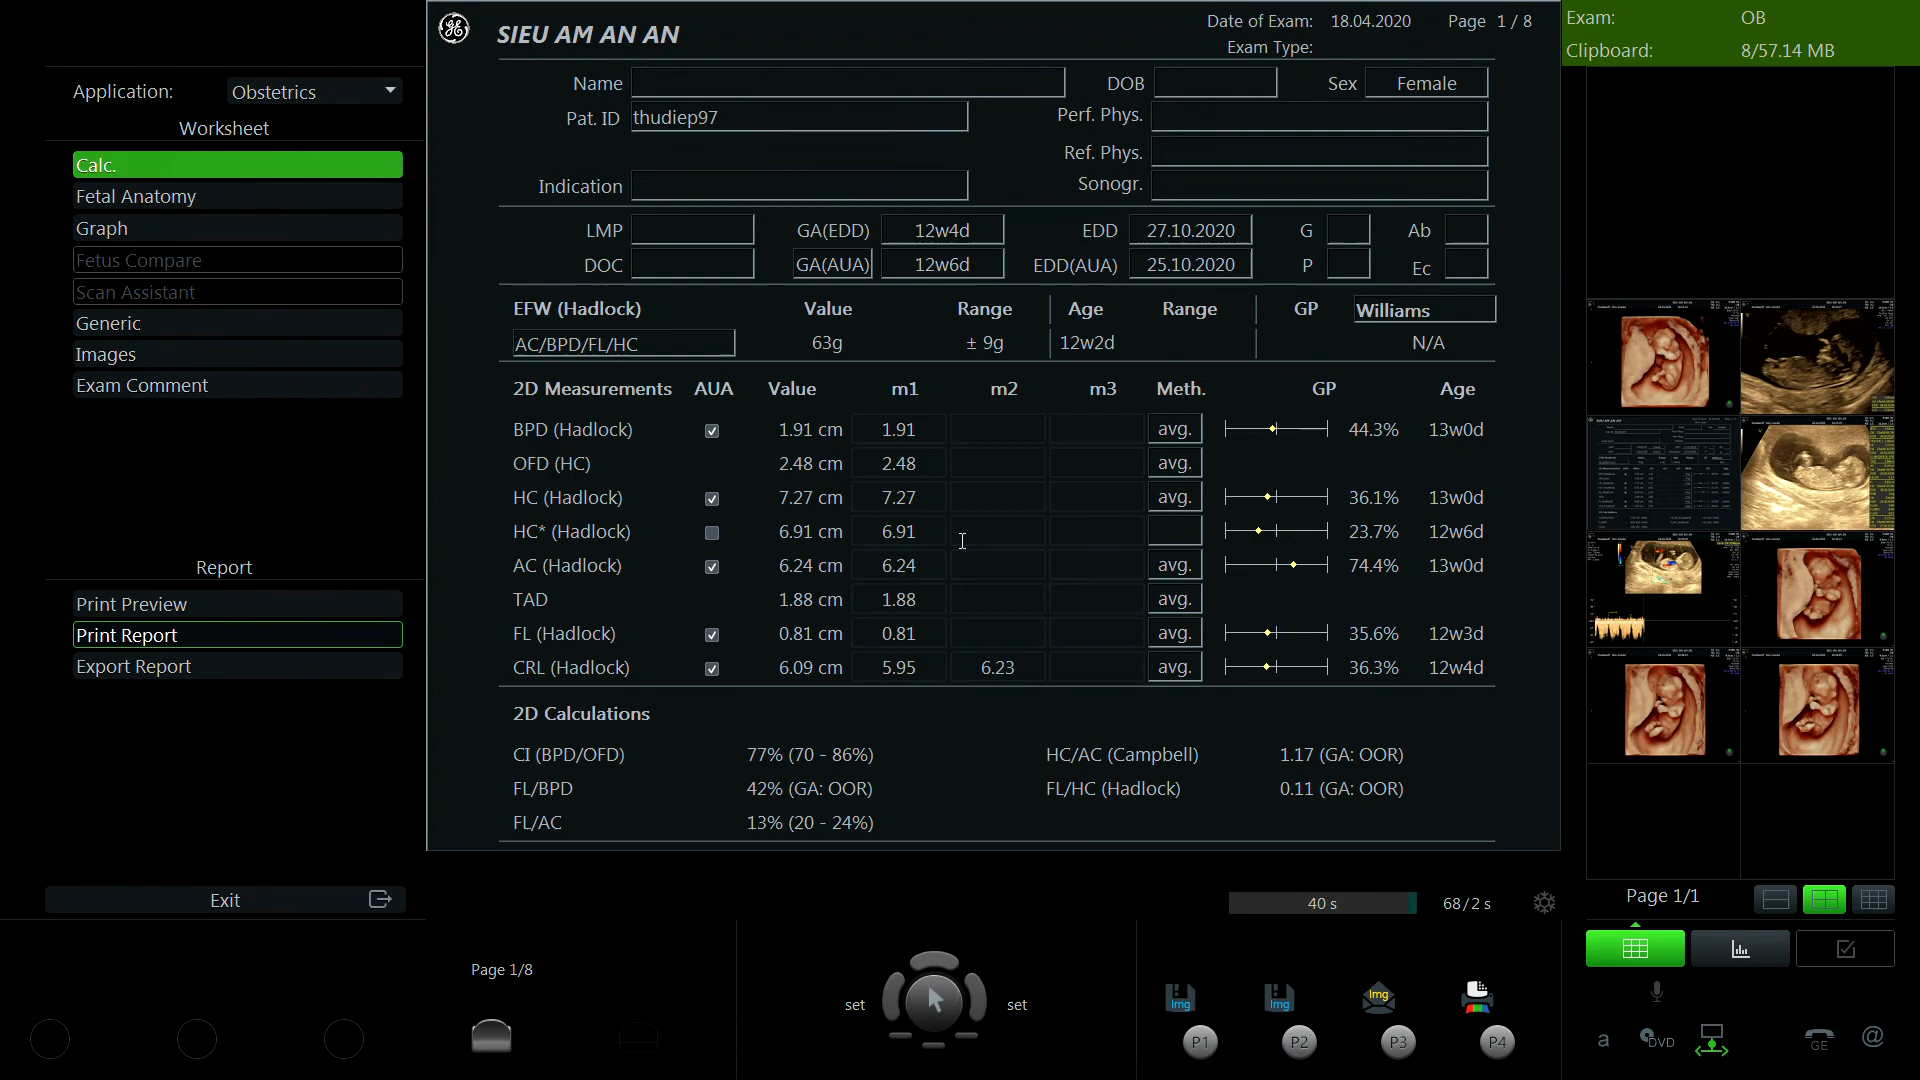 SIEU AM AN AN
Date of Exam: 18.04.2020 Page 1 / 8
Exam Type:
Name DOB Sex Female
Pat. ID thudiep97 Perf. Phys.
Ref. Phys.
Indication Sonogr.
LMP GA(EDD) 12w4d EDD 27.10.2020 G Ab
DOC GA(AUA) 12w6d EDD(AUA) 25.10.2020 P Ec
EFW (Hadlock) Value Range Age Range GP Williams
AC/BPD/FL/HC 63g ± 9g 12w2d N/A
2D Measurements AUA Value m1 m2 m3 Meth. GP Age
BPD (Hadlock) 1.91 cm 1.91 avg. 44.3% 13w0d
OFD (HC) 2.48 cm 2.48 avg.
HC (Hadlock) 7.27 cm 7.27 avg. 36.1% 13w0d
HC* (Hadlock) 6.91 cm 6.91 23.7% 12w6d
AC (Hadlock) 6.24 cm 6.24 avg. 74.4% 13w0d
TAD 1.88 cm 1.88 avg.
FL (Hadlock) 0.81 cm 0.81 avg. 35.6% 12w3d
CRL (Hadlock) 6.09 cm 5.95 6.23 avg. 36.3% 12w4d
2D Calculations
CI (BPD/OFD) 77% (70 - 86%) HC/AC (Campbell) 1.17 (GA: OOR)
FL/BPD 42% (GA: OOR) FL/HC (Hadlock) 0.11 (GA: OOR)
FL/AC 13% (20 - 24%)
Application: Obstetrics
Worksheet
Calc.
Fetal Anatomy
Graph
Fetus Compare
Scan Assistant
Generic
Images
Exam Comment
Report
Print Preview
Print Report
Export Report
Exit
Exam: OB
Clipboard: 8/57.14 MB
Page 1/1
40 s 68/2 s
Page 1/8
set set
Img Img Img
P1 P2 P3 P4
a DVD GE @